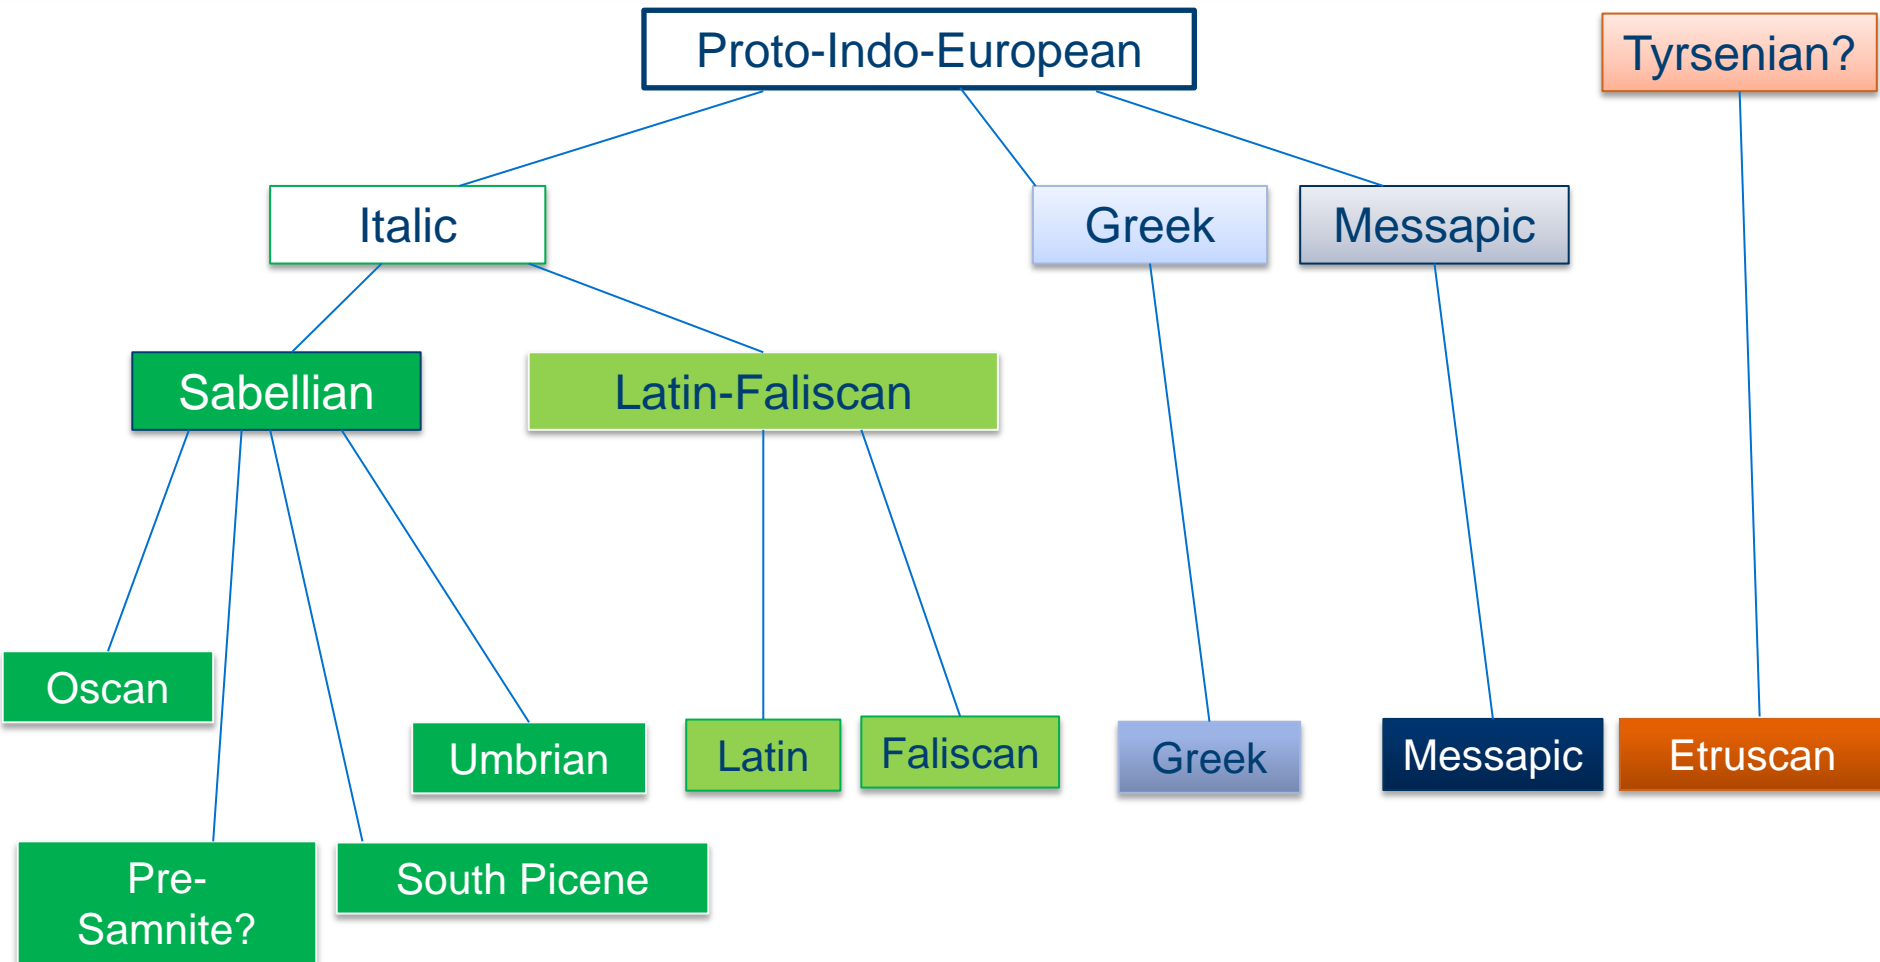 Proto-Indo-European
Tyrsenian?
Italic
Greek
Messapic
Sabellian
Latin-Faliscan
Oscan
Umbrian
Latin
Faliscan
Greek
Messapic
Etruscan
Pre-
Samnite?
South Picene